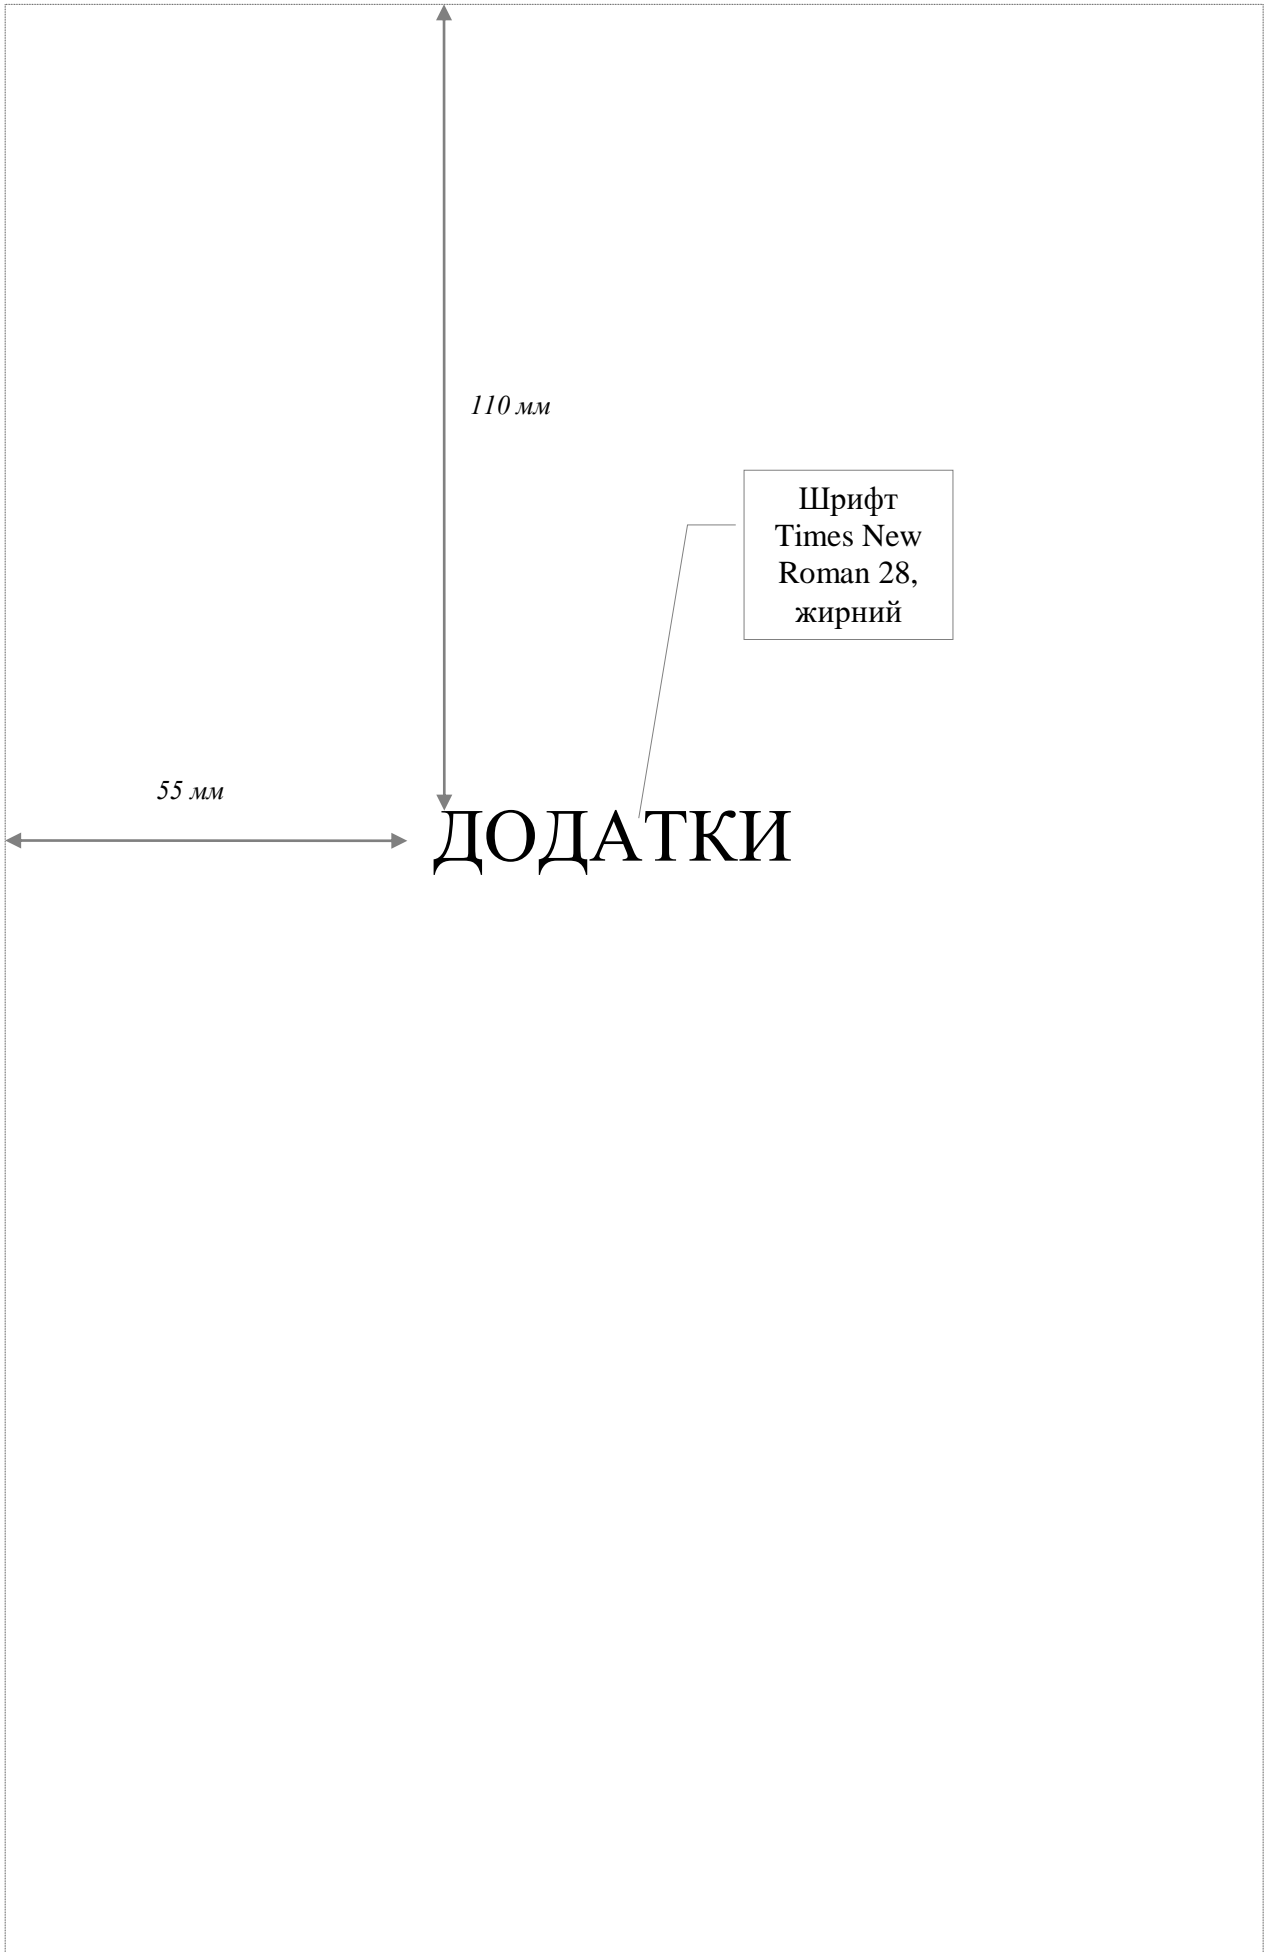 110 мм
Шрифт
Times New
Roman 28,
жирний
55 мм
ДОДАТКИ